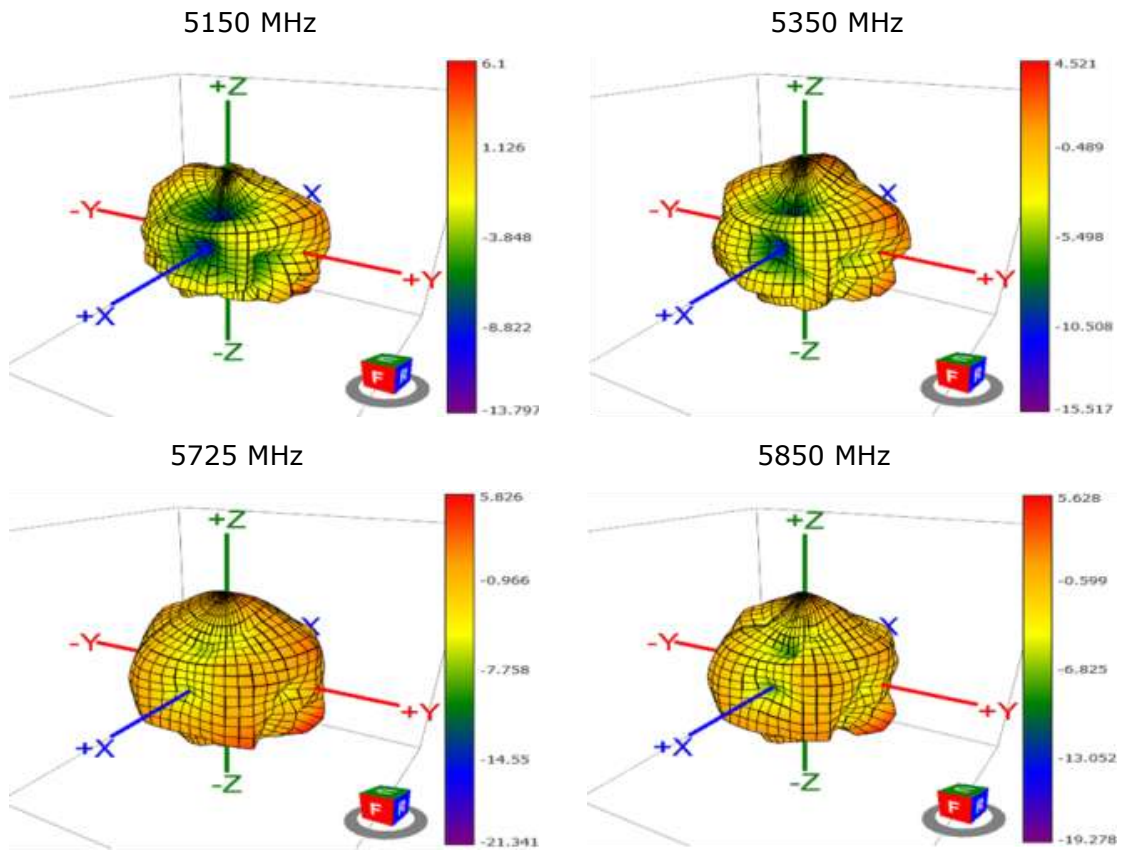 5150 MHz
5350 MHz
6.1
1.126
-3.848
-8.822
-13.797
+Z
-Y
X
+Y
+X
-Z
F
4.521
-0.489
-5.498
-10.508
-15.517
+Z
-Y
X
+Y
+X
-Z
F
5725 MHz
5850 MHz
5.826
-0.966
-7.758
-14.55
-21.341
+Z
-Y
X
+Y
+X
-Z
F
5.628
-0.599
-6.825
-13.052
-19.278
+Z
-Y
X
+Y
+X
-Z
F